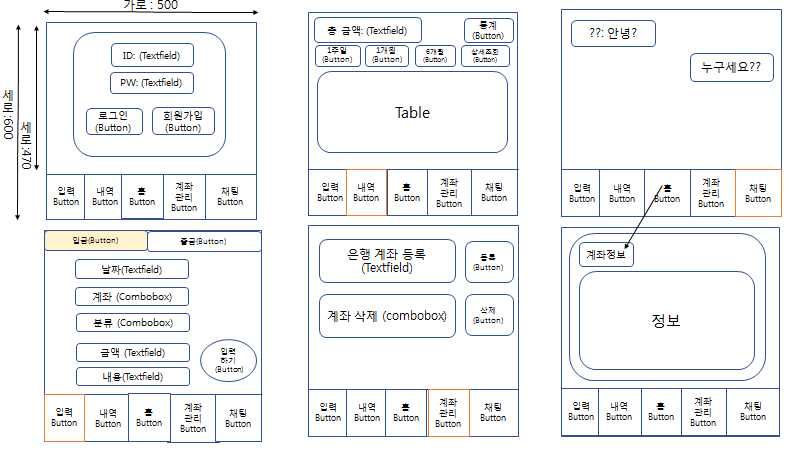 가로 : 500
세로 :600
세로 :470
ID: (Textfield)
PW: (Textfield)
로그인
(Button)
회원가입
(Button)
입력
Button
내역
Button
홈
Button
계좌
관리
Button
채팅
Button
총 금액: (Textfield)
통계
(Button)
1주일
(Button)
1개월
(Button)
6개월
(Button)
상세조회
(Button)
Table
입력
Button
내역
Button
홈
Button
계좌
관리
Button
채팅
Button
??: 안녕?
누구세요??
입력
Button
내역
Button
홈
Button
계좌
관리
Button
채팅
Button
입금(Button)
출금(Button)
날짜(Textfield)
계좌 (Combobox)
분류 (Combobox)
금액 (Textfield)
내용(Textfield)
입력
하기
(Button)
입력
Button
내역
Button
홈
Button
계좌
관리
Button
채팅
Button
은행 계좌 등록
(Textfield)
등록
(Button)
계좌 삭제 (combobox)
삭제
(Button)
입력
Button
내역
Button
홈
Button
계좌
관리
Button
채팅
Button
계좌정보
정보
입력
Button
내역
Button
홈
Button
계좌
관리
Button
채팅
Button